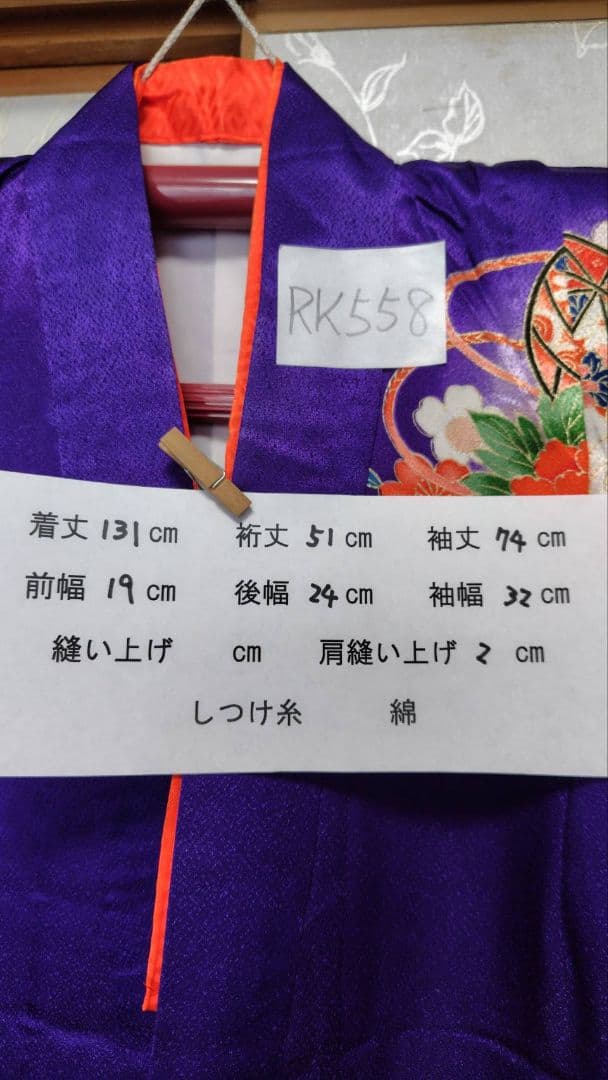 RK558
着丈 131 cm 裄丈 51 cm 袖丈 74 cm
前幅 19 cm 後幅 24 cm 袖幅 32 cm
縫い上げ cm 肩縫い上げ 2 cm
しつけ糸 綿